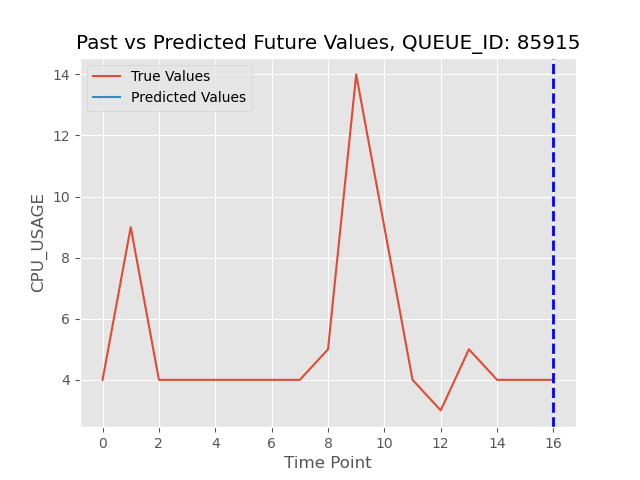 Past vs Predicted Future Values, QUEUE_ID: 85915
True Values
Predicted Values
CPU_USAGE
14
12
10
8
6
4
0 2 4 6 8 10 12 14 16
Time Point